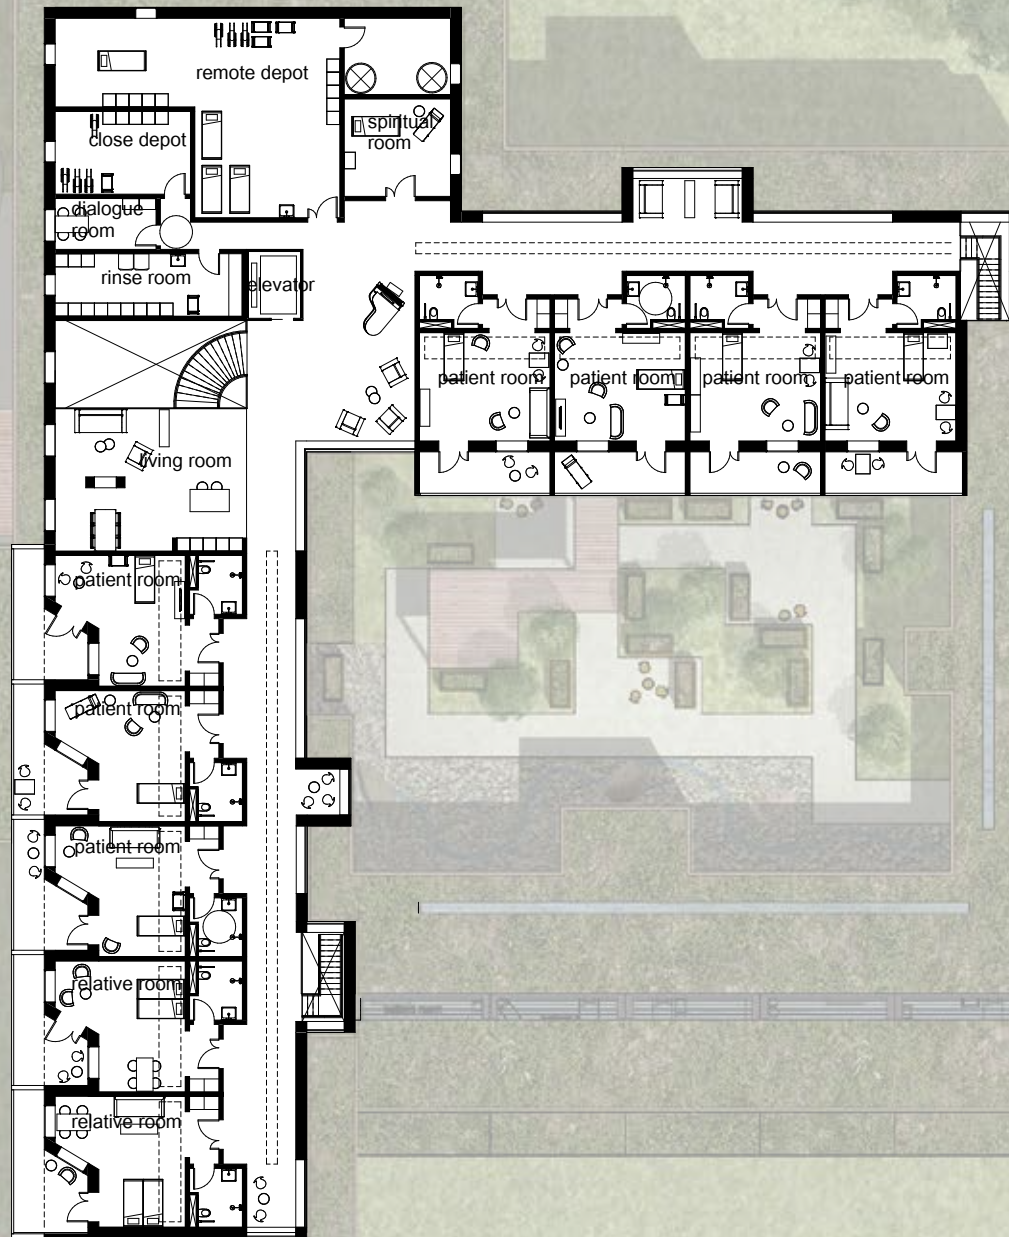 remote depot
spiritual
room
close depot
dialogue
room
rinse room
elevator
patient room
patient room
patient room
patient room
living room
patient room
patient room
patient room
relative room
relative room